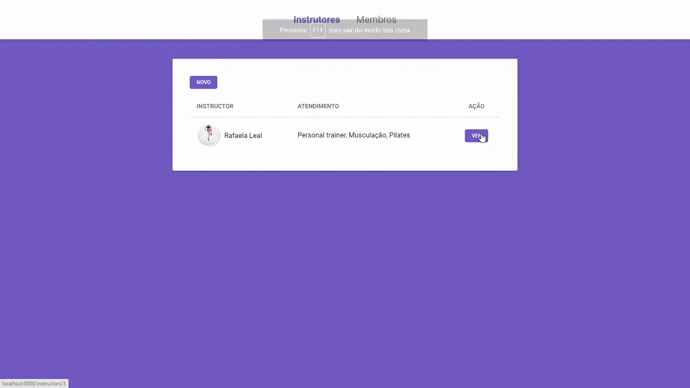 Instrutores Membros
Pressione F11 para sair do modo tela cheia
NOVO
INSTRUCTOR ATENDIMENTO AÇÃO
Rafaela Leal Personal trainer, Musculação, Pilates
localhost:3000/instructors/3